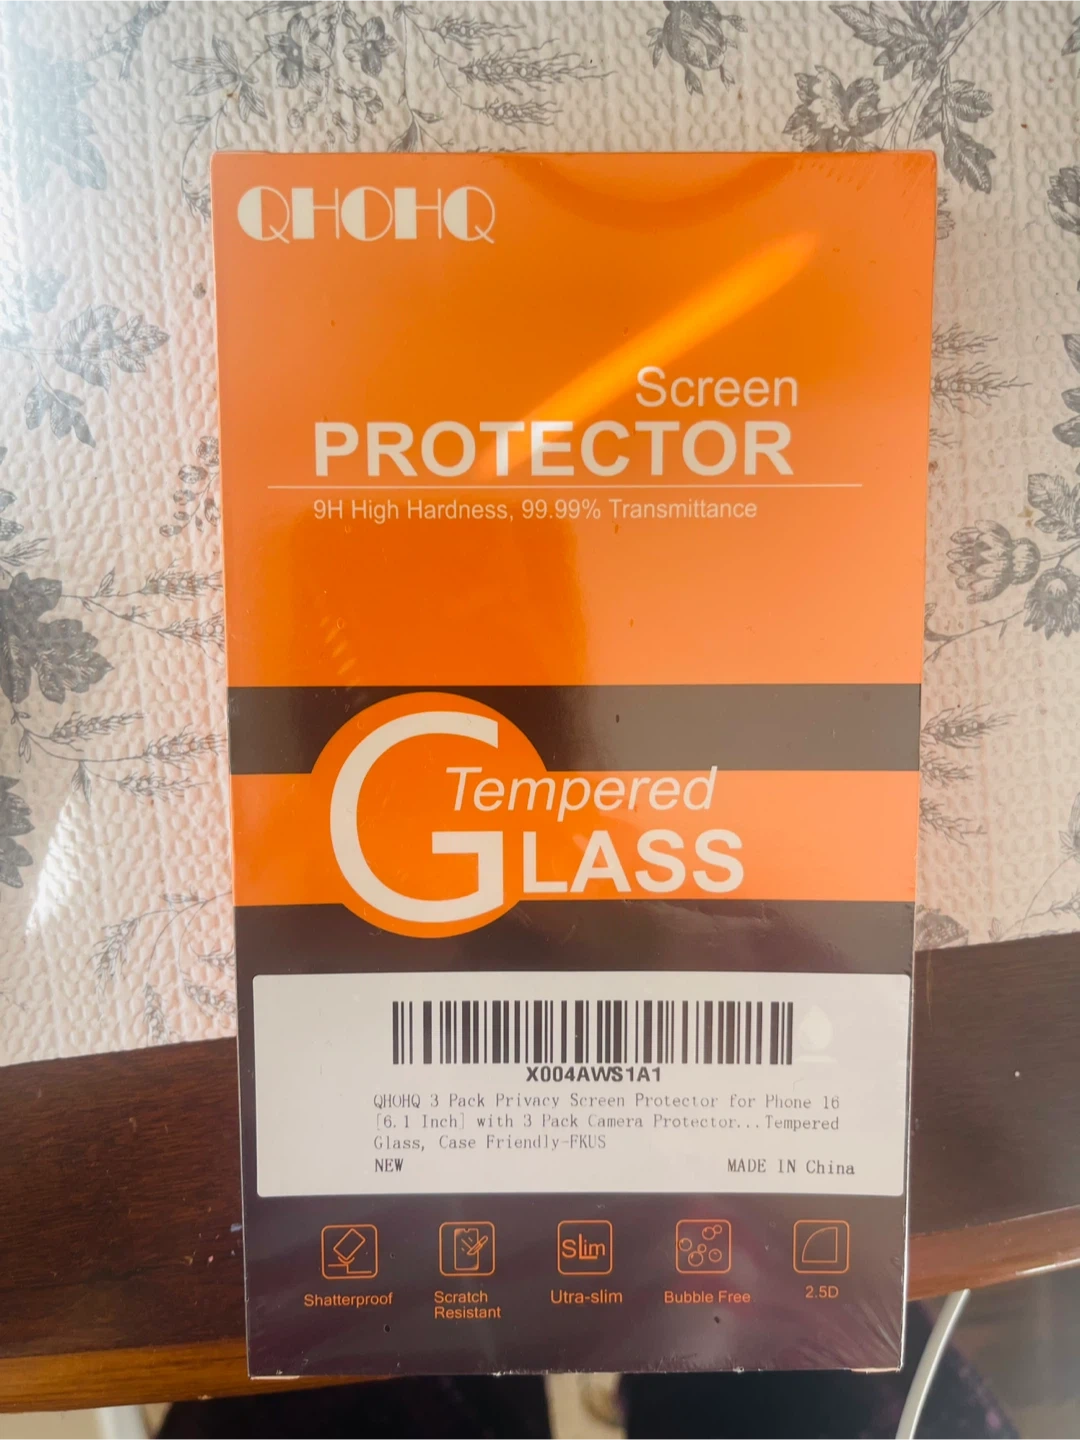 QHOHQ
Screen
PROTECTOR
9H High Hardness, 99.99% Transmittance
Tempered
GLASS
X004AWS1A1
QHOHQ 3 Pack Privacy Screen Protector for Phone 16
[6.1 Inch] with 3 Pack Camera Protector...Tempered
Glass, Case Friendly-FKUS
NEW MADE IN China
Slim
Shatterproof
Scratch
Resistant
Utra-slim
Bubble Free
2.5D